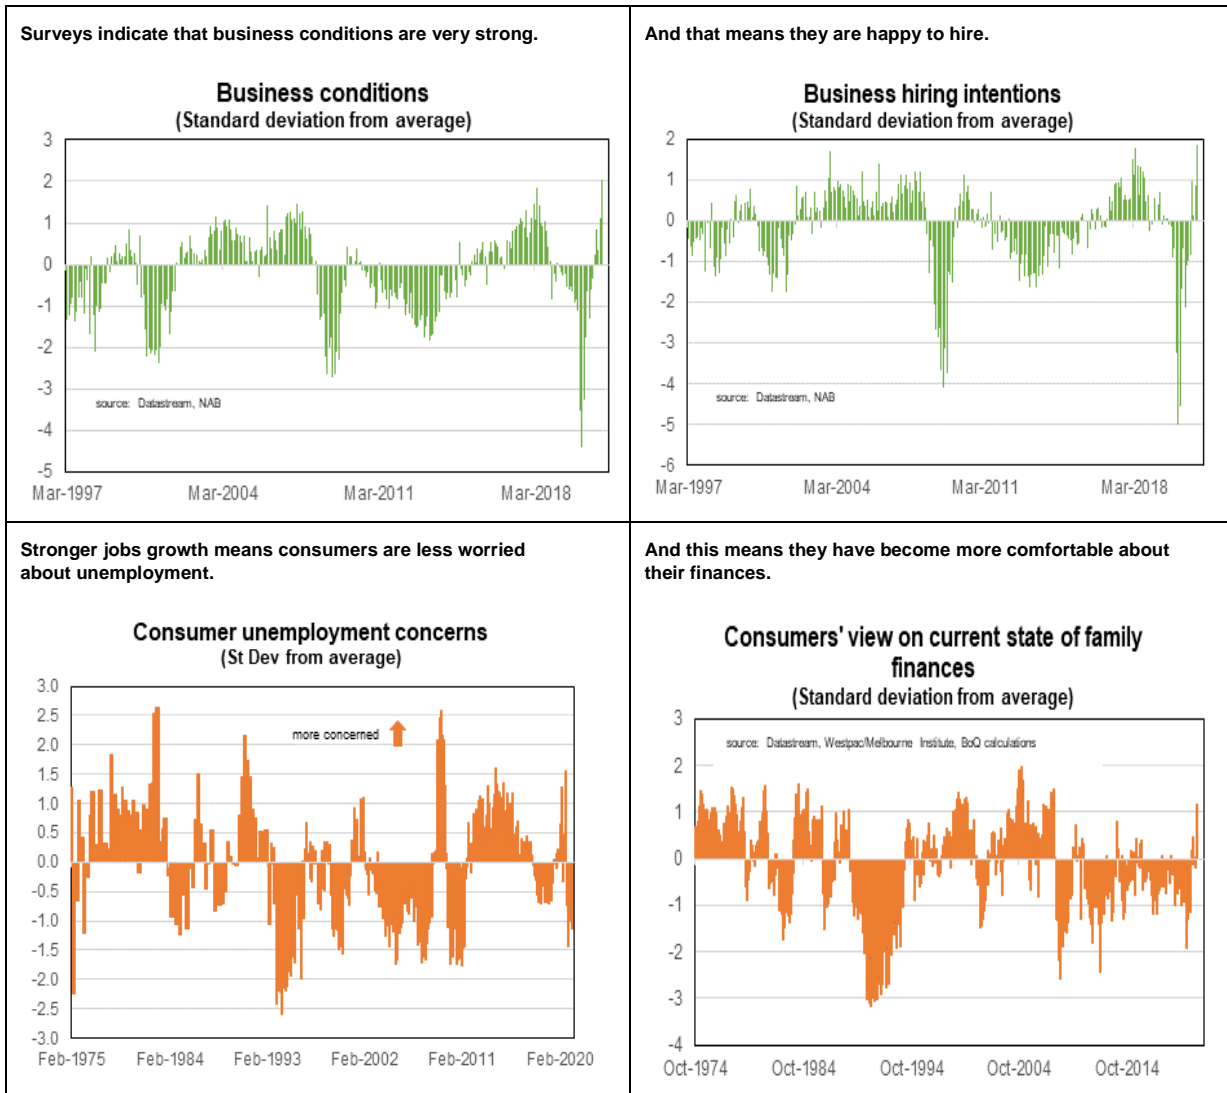 Surveys indicate that business conditions are very strong.
Business conditions
(Standard deviation from average)
3
2
1
0
-1
-2
-3
-4
-5
source: Datastream, NAB
Mar-1997 Mar-2004 Mar-2011 Mar-2018
And that means they are happy to hire.
Business hiring intentions
(Standard deviation from average)
2
1
0
-1
-2
-3
-4
-5
-6
source: Datastream, NAB
Mar-1997 Mar-2004 Mar-2011 Mar-2018
Stronger jobs growth means consumers are less worried
about unemployment.
Consumer unemployment concerns
(St Dev from average)
3.0
2.5
2.0
1.5
1.0
0.5
0.0
-0.5
-1.0
-1.5
-2.0
-2.5
-3.0
more concerned
Feb-1975 Feb-1984 Feb-1993 Feb-2002 Feb-2011 Feb-2020
And this means they have become more comfortable about
their finances.
Consumers' view on current state of family
finances
(Standard deviation from average)
3
2
1
0
-1
-2
-3
-4
source: Datastream, Westpac/Melbourne Institute, BoQ calculations
Oct-1974 Oct-1984 Oct-1994 Oct-2004 Oct-2014